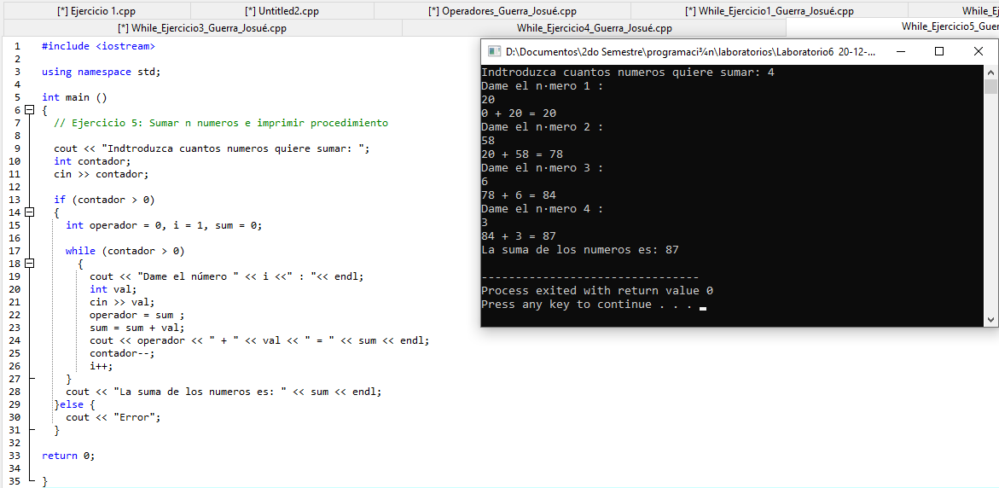 [*] Ejercicio 1.cpp [*] Untitled2.cpp [*] Operadores_Guerra_Josué.cpp [*] While_Ejercicio1_Guerra_Josué.cpp While_Ej
[*] While_Ejercicio3_Guerra_Josué.cpp While_Ejercicio4_Guerra_Josué.cpp While_Ejercicio5_Guer
1 #include <iostream>
2
3 using namespace std;
4
5 int main ()
6 {
7 // Ejercicio 5: Sumar n numeros e imprimir procedimiento
8
9 cout << "Indtroduzca cuantos numeros quiere sumar: ";
10 int contador;
11 cin >> contador;
12
13 if (contador > 0)
14 {
15 int operador = 0, i = 1, sum = 0;
16
17 while (contador > 0)
18 {
19 cout << "Dame el número " << i <<" : "<< endl;
20 int val;
21 cin >> val;
22 operador = sum ;
23 sum = sum + val;
24 cout << operador << " + " << val << " = " << sum << endl;
25 contador--;
26 i++;
27 }
28 cout << "La suma de los numeros es: " << sum << endl;
29 }else {
30 cout << "Error";
31 }
32
33 return 0;
34
35 }
D:\Documentos\2do Semestre\programaci¾n\laboratorios\Laboratorio6 20-12-...
Indtroduzca cuantos numeros quiere sumar: 4
Dame el n·mero 1 :
20
0 + 20 = 20
Dame el n·mero 2 :
58
20 + 58 = 78
Dame el n·mero 3 :
6
78 + 6 = 84
Dame el n·mero 4 :
3
84 + 3 = 87
La suma de los numeros es: 87
--------------------------------
Process exited with return value 0
Press any key to continue . . .